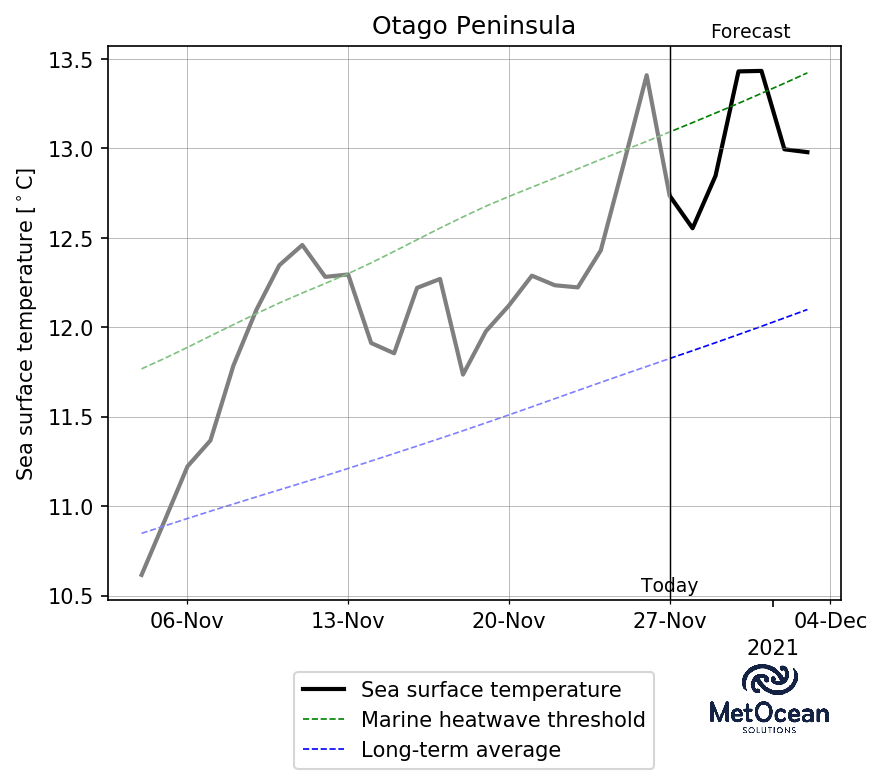 Otago Peninsula
Forecast
Sea surface temperature [°C]
13.5
13.0
12.5
12.0
11.5
11.0
10.5
Today
06-Nov 13-Nov 20-Nov 27-Nov 04-Dec
2021
Sea surface temperature
Marine heatwave threshold
Long-term average
MetOcean
SOLUTIONS